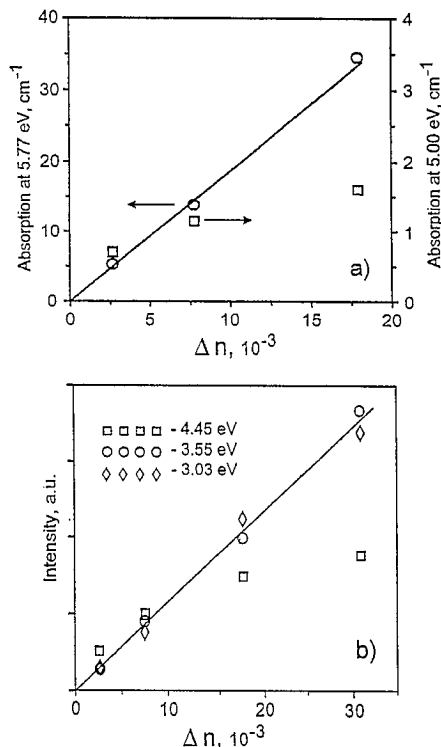 Absorption at 5.77 eV, cm⁻¹
40
30
20
15
10
5
0
4
3
2
1
0
Absorption at 5.00 eV, cm⁻¹
a)
0
5
10
15
20
Δ n, 10⁻³
- 4.45 eV
- 3.55 eV
- 3.03 eV
Intensity, a.u.
b)
0
10
20
30
Δ n, 10⁻³